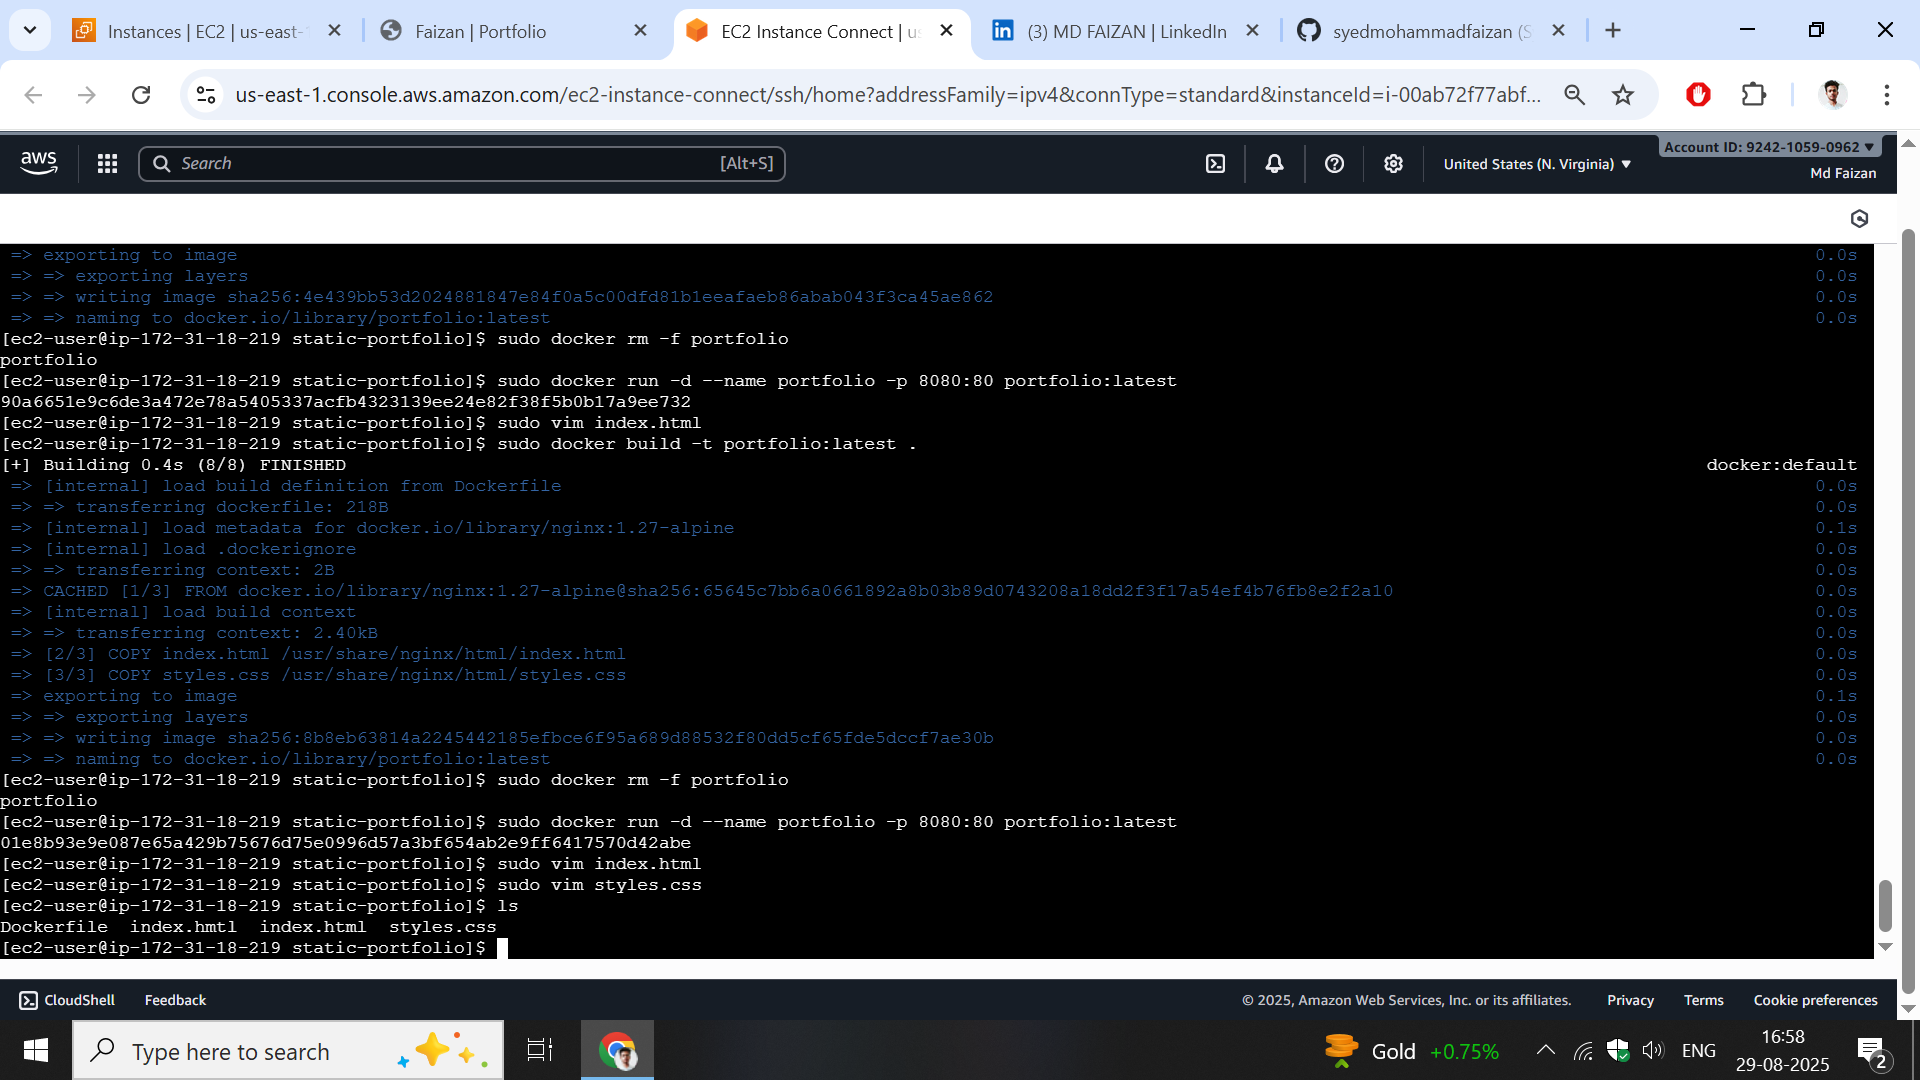 Instances | EC2 | us-east-
Faizan | Portfolio
EC2 Instance Connect | us
(3) MD FAIZAN | LinkedIn
syedmohammadfaizan (S
us-east-1.console.aws.amazon.com/ec2-instance-connect/ssh/home?addressFamily=ipv4&connType=standard&instanceId=i-00ab72f77abf...
aws
Search
[Alt+S]
United States (N. Virginia) ▼
Account ID: 9242-1059-0962 ▼
Md Faizan
=> exporting to image 0.0s
=> => exporting layers 0.0s
=> => writing image sha256:4e439bb53d2024881847e84f0a5c00dfd81b1eeafaeb86abab043f3ca45ae862 0.0s
=> => naming to docker.io/library/portfolio:latest 0.0s
[ec2-user@ip-172-31-18-219 static-portfolio]$ sudo docker rm -f portfolio
portfolio
[ec2-user@ip-172-31-18-219 static-portfolio]$ sudo docker run -d --name portfolio -p 8080:80 portfolio:latest
90a6651e9c6de3a472e78a5405337acfb4323139ee24e82f38f5b0b17a9ee732
[ec2-user@ip-172-31-18-219 static-portfolio]$ sudo vim index.html
[ec2-user@ip-172-31-18-219 static-portfolio]$ sudo docker build -t portfolio:latest .
[+] Building 0.4s (8/8) FINISHED docker:default
=> [internal] load build definition from Dockerfile 0.0s
=> => transferring dockerfile: 218B 0.0s
=> [internal] load metadata for docker.io/library/nginx:1.27-alpine 0.1s
=> [internal] load .dockerignore 0.0s
=> => transferring context: 2B 0.0s
=> CACHED [1/3] FROM docker.io/library/nginx:1.27-alpine@sha256:65645c7bb6a0661892a8b03b89d0743208a18dd2f3f17a54ef4b76fb8e2f2a10 0.0s
=> [internal] load build context 0.0s
=> => transferring context: 2.40kB 0.0s
=> [2/3] COPY index.html /usr/share/nginx/html/index.html 0.0s
=> [3/3] COPY styles.css /usr/share/nginx/html/styles.css 0.0s
=> exporting to image 0.1s
=> => exporting layers 0.0s
=> => writing image sha256:8b8eb63814a2245442185efbce6f95a689d88532f80dd5cf65fde5dccf7ae30b 0.0s
=> => naming to docker.io/library/portfolio:latest 0.0s
[ec2-user@ip-172-31-18-219 static-portfolio]$ sudo docker rm -f portfolio
portfolio
[ec2-user@ip-172-31-18-219 static-portfolio]$ sudo docker run -d --name portfolio -p 8080:80 portfolio:latest
01e8b93e9e087e65a429b75676d75e0996d57a3bf654ab2e9ff6417570d42abe
[ec2-user@ip-172-31-18-219 static-portfolio]$ sudo vim index.html
[ec2-user@ip-172-31-18-219 static-portfolio]$ sudo vim styles.css
[ec2-user@ip-172-31-18-219 static-portfolio]$ ls
Dockerfile index.hmtl index.html styles.css
[ec2-user@ip-172-31-18-219 static-portfolio]$
CloudShell
Feedback
© 2025, Amazon Web Services, Inc. or its affiliates.
Privacy
Terms
Cookie preferences
Type here to search
Gold +0.75%
ENG
16:58
29-08-2025
2